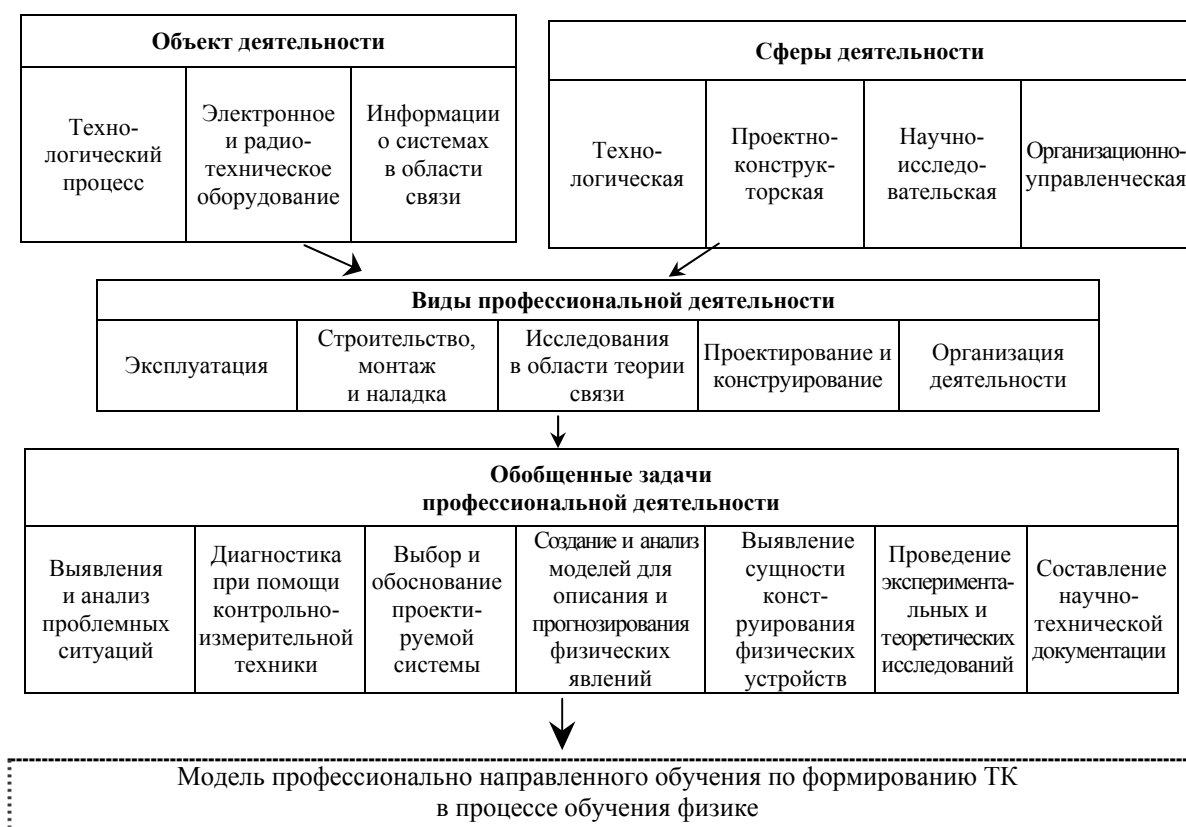 Объект деятельности
Техно-
логический
процесс
Электронное
и радио-
техническое
оборудование
Информации
о системах
в области
связи
Сферы деятельности
Техно-
логическая
Проектно-
конструк-
торская
Научно-
исследо-
вательская
Организационно-
управленческая
Виды профессиональной деятельности
Эксплуатация
Строительство,
монтаж
и наладка
Исследования
в области теории
связи
Проектирование и
конструирование
Организация
деятельности
Обобщенные задачи
профессиональной деятельности
Выявления
и анализ
проблемных
ситуаций
Диагностика
при помощи
контрольно-
измерительной
техники
Выбор и
обоснование
проекти-
руемой
системы
Создание и анализ
моделей для
описания и
прогнозирования
физических
явлений
Выявление
сущности
конст-
руирования
физических
устройств
Проведение
эксперимента-
льных и
теоретических
исследований
Составление
научно-
технической
документации
Модель профессионально направленного обучения по формированию ТК
в процессе обучения физике